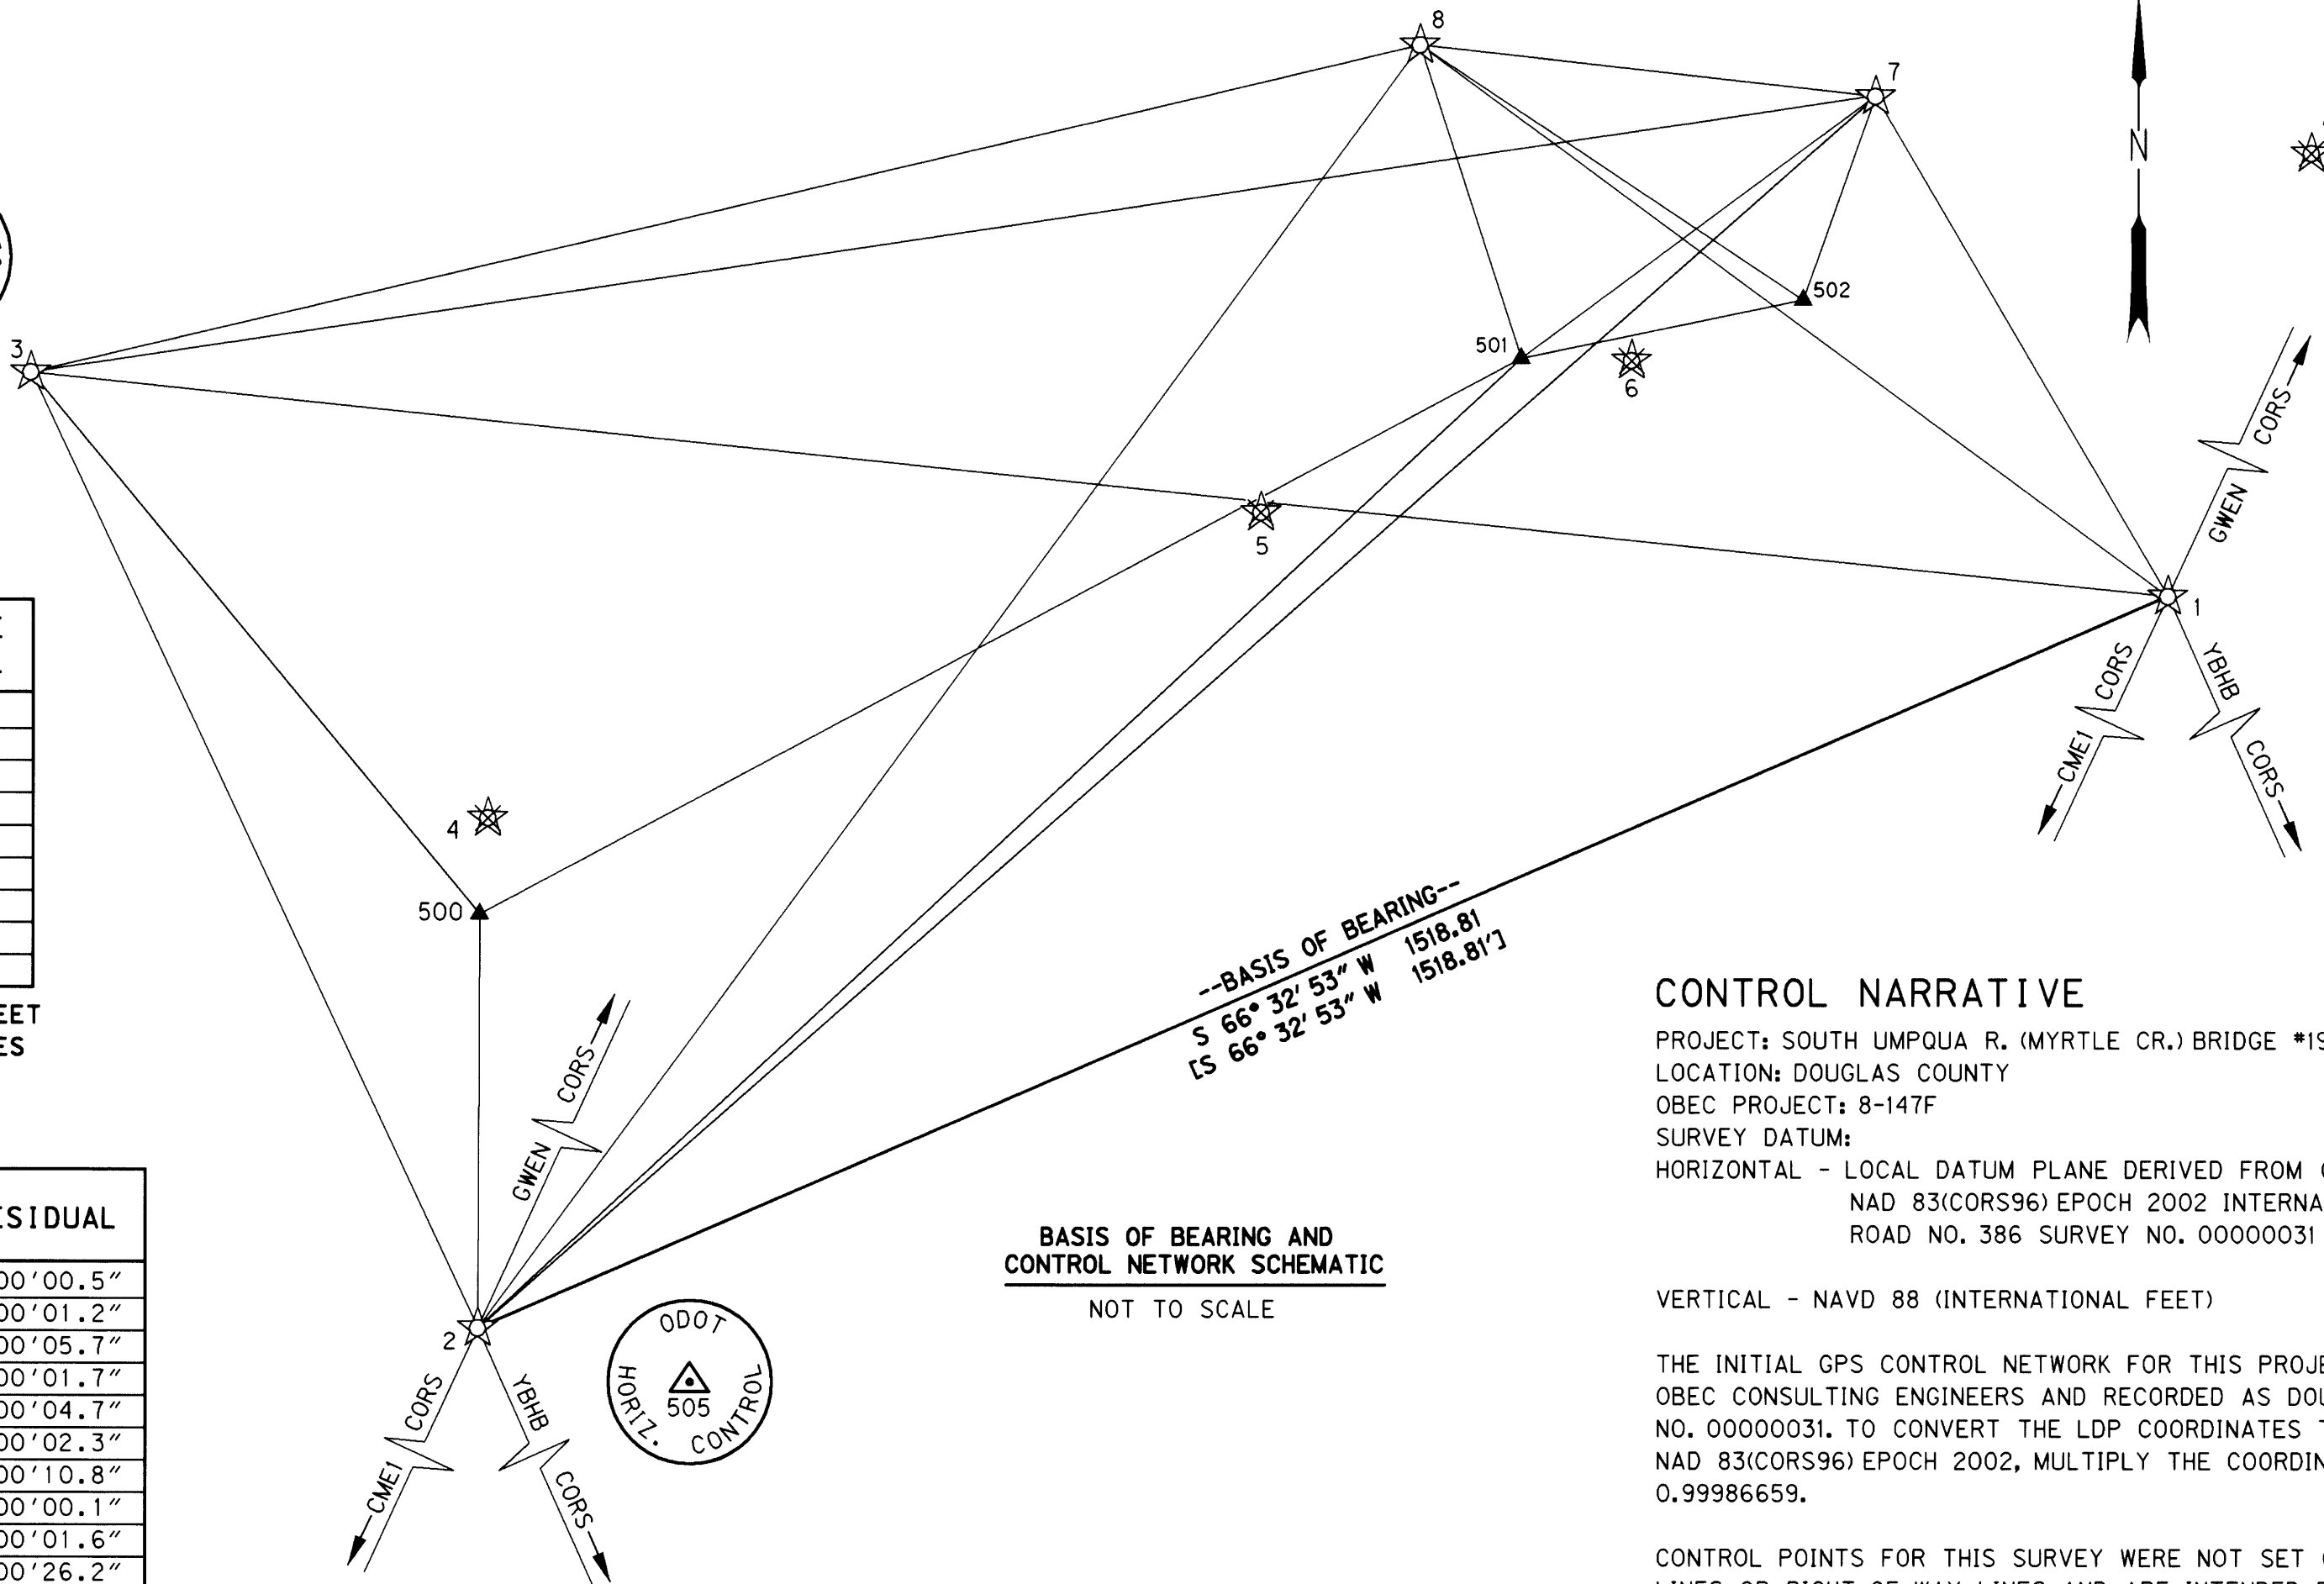 8
7
N
3
502
501
6
5
1
GWEN CORS
CME1 CORS
YBHB CORS
4
500
--BASIS OF BEARING--
S 66° 32' 53" W 1518.81
[S 66° 32' 53" W 1518.81']
GWEN CORS
2
CME1 CORS
YBHB CORS
ODOT
HORIZ. CONTROL
505
BASIS OF BEARING AND
CONTROL NETWORK SCHEMATIC
NOT TO SCALE
00'00.5"
00'01.2"
00'05.7"
00'01.7"
00'04.7"
00'02.3"
00'10.8"
00'00.1"
00'01.6"
00'26.2"
CONTROL NARRATIVE
PROJECT: SOUTH UMPQUA R. (MYRTLE CR.) BRIDGE #19
LOCATION: DOUGLAS COUNTY
OBEC PROJECT: 8-147F
SURVEY DATUM:
HORIZONTAL - LOCAL DATUM PLANE DERIVED FROM
NAD 83(CORS96) EPOCH 2002
ROAD NO. 386 SURVEY NO. 00000031
VERTICAL - NAVD 88 (INTERNATIONAL FEET)
THE INITIAL GPS CONTROL NETWORK FOR THIS
OBEC CONSULTING ENGINEERS AND RECORDED AS
NO. 00000031. TO CONVERT THE LDP COORDINATES
NAD 83(CORS96) EPOCH 2002, MULTIPLY THE
0.99986659.
CONTROL POINTS FOR THIS SURVEY WERE NOT SET